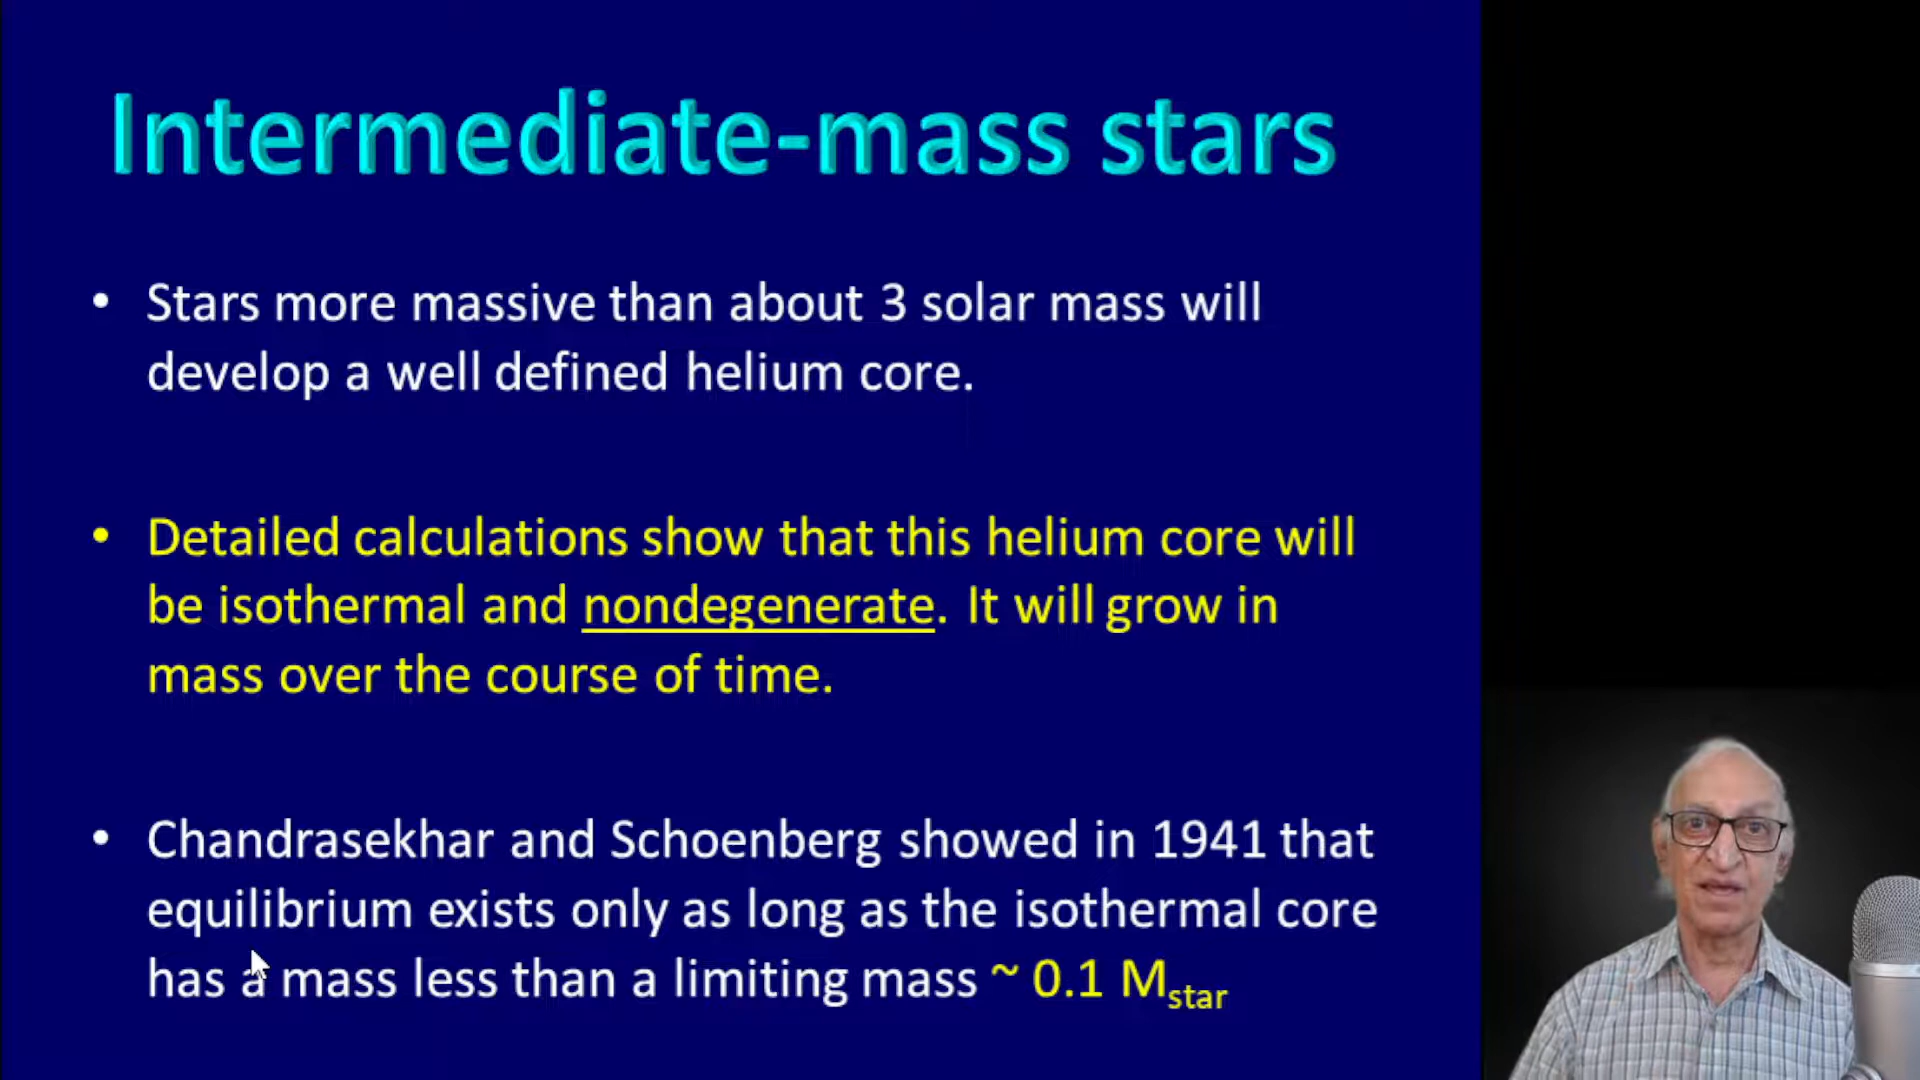 Intermediate-mass stars
• Stars more massive than about 3 solar mass will
develop a well defined helium core.
• Detailed calculations show that this helium core will
be isothermal and nondegenerate. It will grow in
mass over the course of time.
• Chandrasekhar and Schoenberg showed in 1941 that
equilibrium exists only as long as the isothermal core
has a mass less than a limiting mass ~ 0.1 Mstar